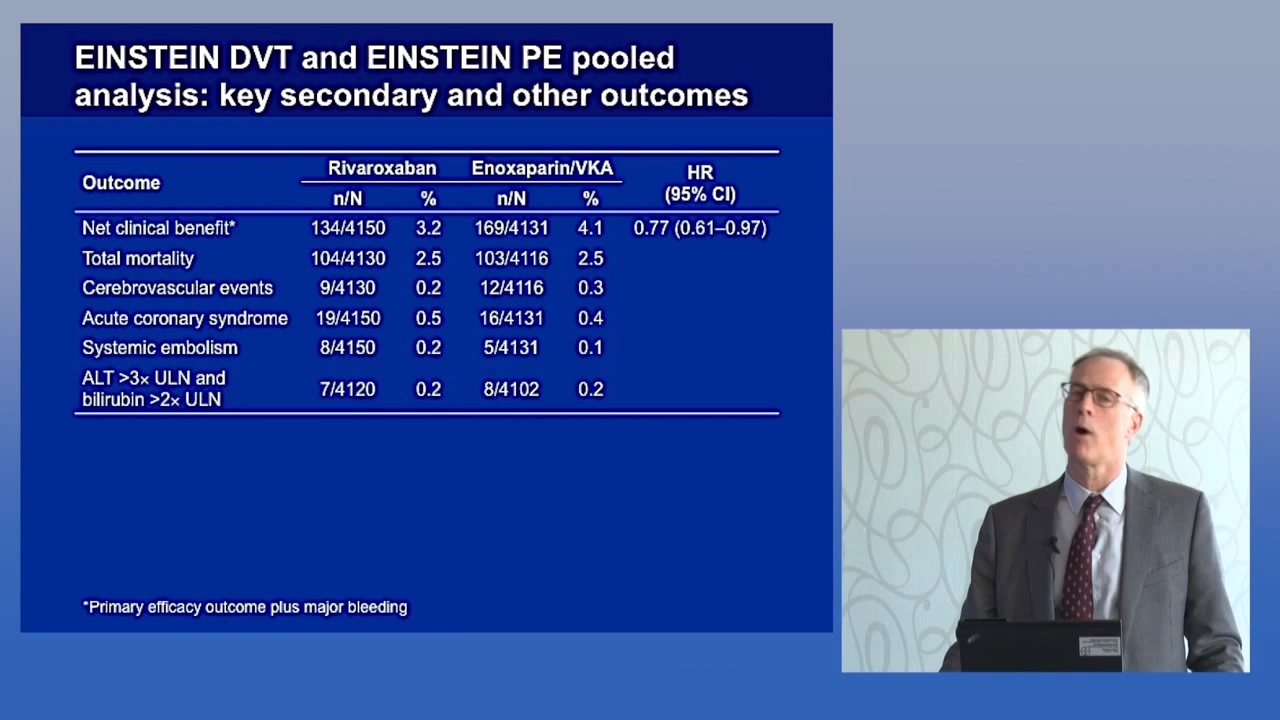 EINSTEIN DVT and EINSTEIN PE pooled
analysis: key secondary and other outcomes
Outcome Rivaroxaban Enoxaparin/VKA HR (95% CI)
n/N % n/N %
Net clinical benefit* 134/4150 3.2 169/4131 4.1 0.77 (0.61–0.97)
Total mortality 104/4130 2.5 103/4116 2.5
Cerebrovascular events 9/4130 0.2 12/4116 0.3
Acute coronary syndrome 19/4150 0.5 16/4131 0.4
Systemic embolism 8/4150 0.2 5/4131 0.1
ALT >3× ULN and
bilirubin >2× ULN 7/4120 0.2 8/4102 0.2
*Primary efficacy outcome plus major bleeding